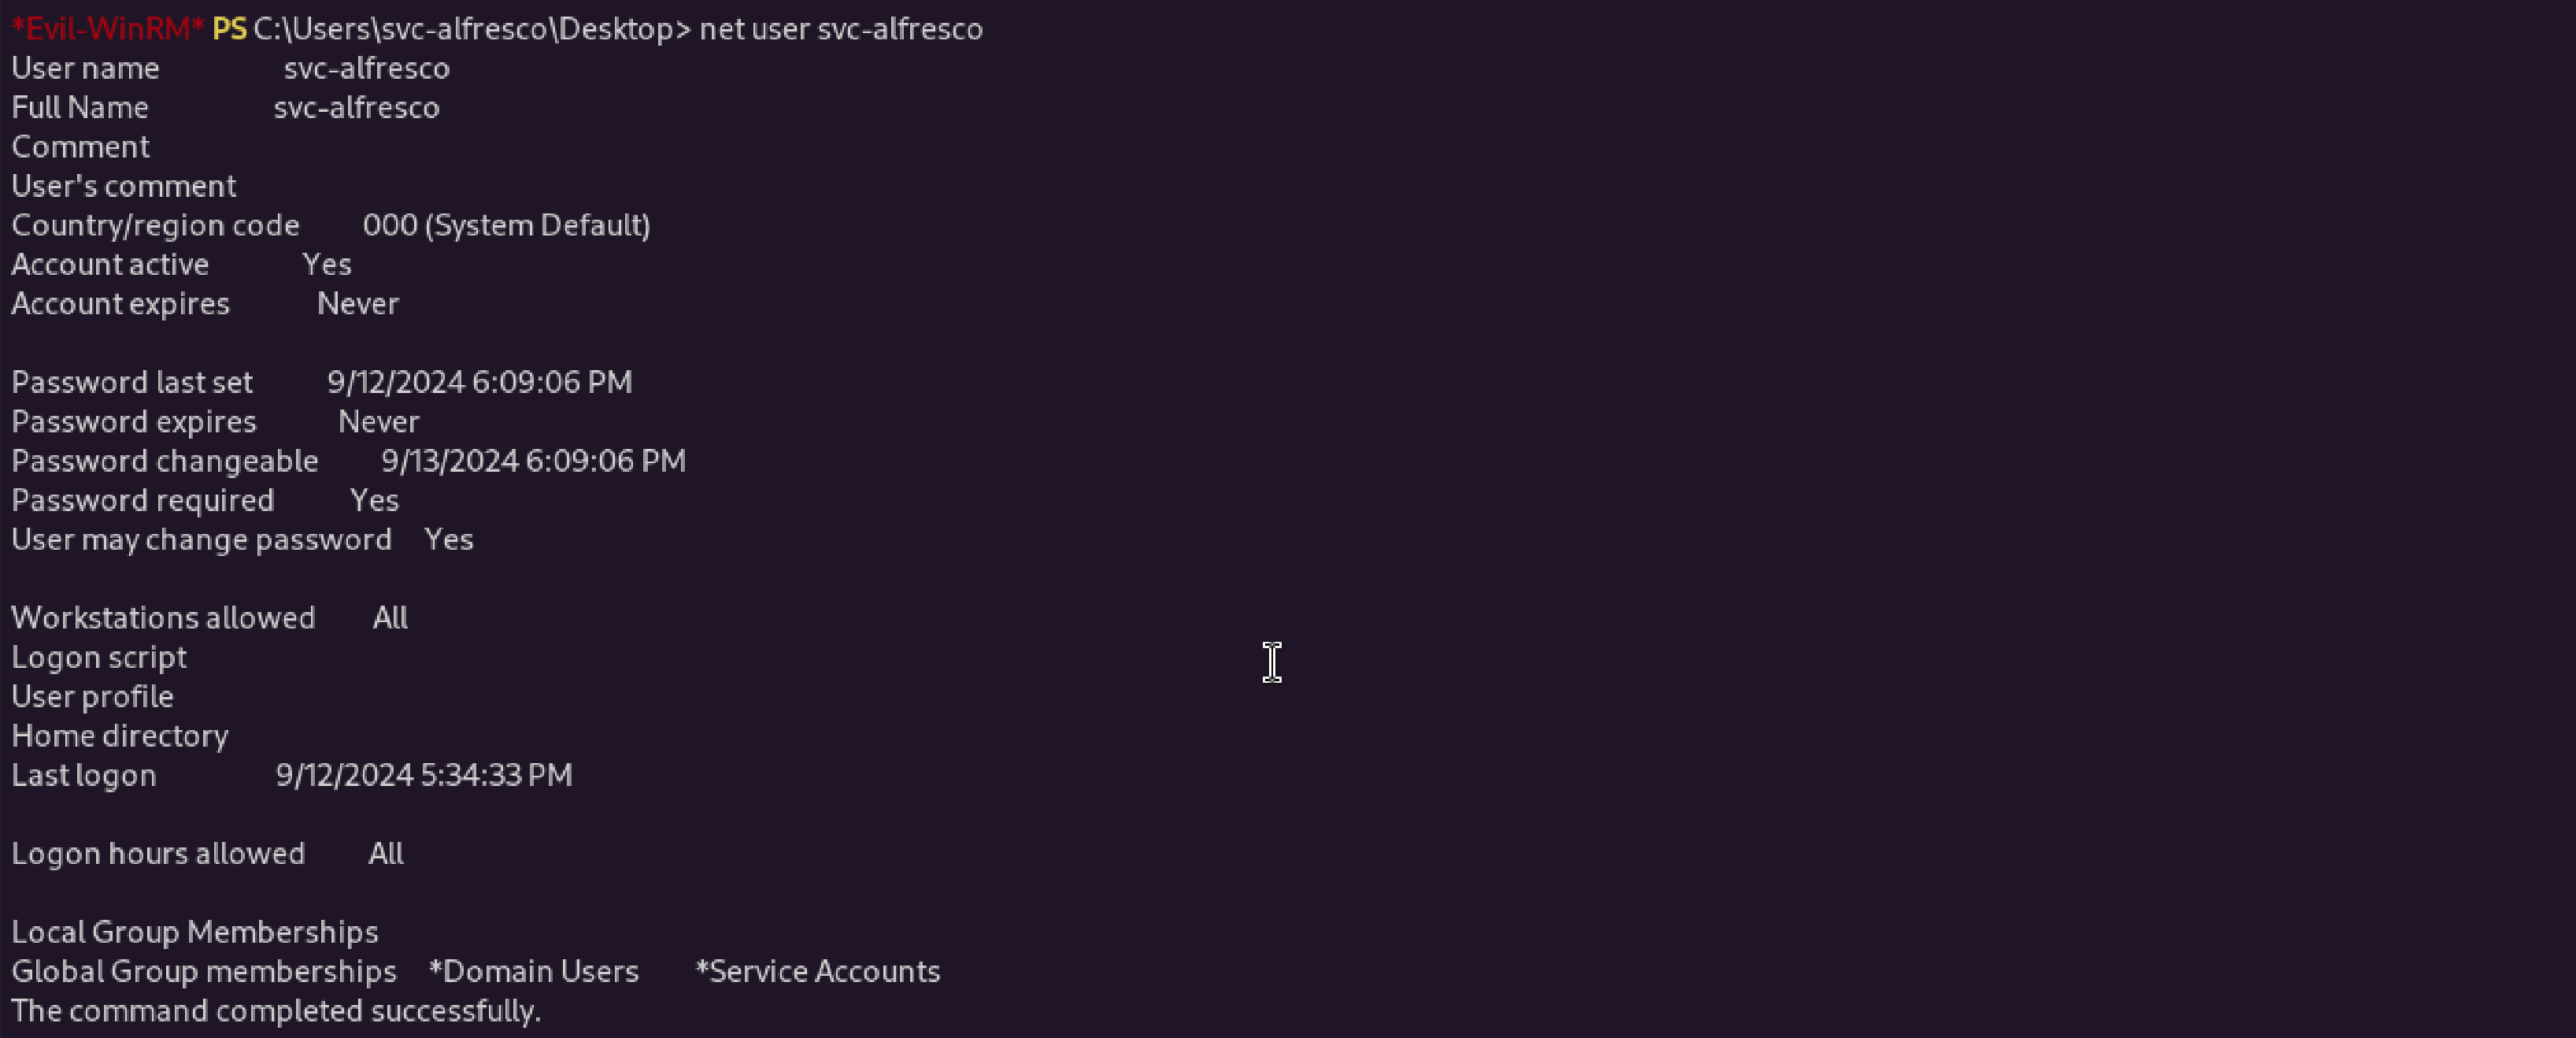 *Evil-WinRM* PS C:\Users\svc-alfresco\Desktop> net user svc-alfresco
User name svc-alfresco
Full Name svc-alfresco
Comment
User's comment
Country/region code 000 (System Default)
Account active Yes
Account expires Never
Password last set 9/12/2024 6:09:06 PM
Password expires Never
Password changeable 9/13/2024 6:09:06 PM
Password required Yes
User may change password Yes
Workstations allowed All
Logon script
User profile
Home directory
Last logon 9/12/2024 5:34:33 PM
Logon hours allowed All
Local Group Memberships
Global Group memberships *Domain Users *Service Accounts
The command completed successfully.